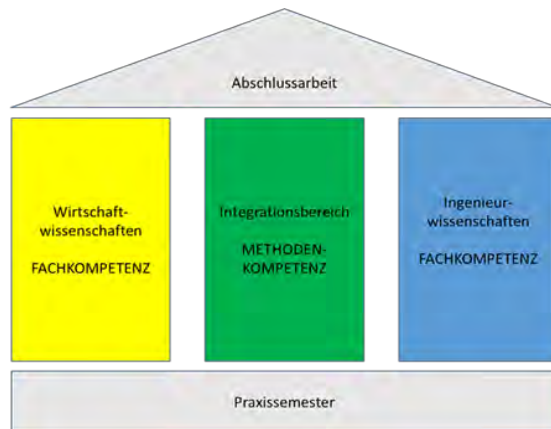 Abschlussarbeit
Wirtschaft-
wissenschaften
FACHKOMPETENZ
Integrationsbereich
METHODEN-
KOMPETENZ
Ingenieur-
wissenschaften
FACHKOMPETENZ
Praxissemester